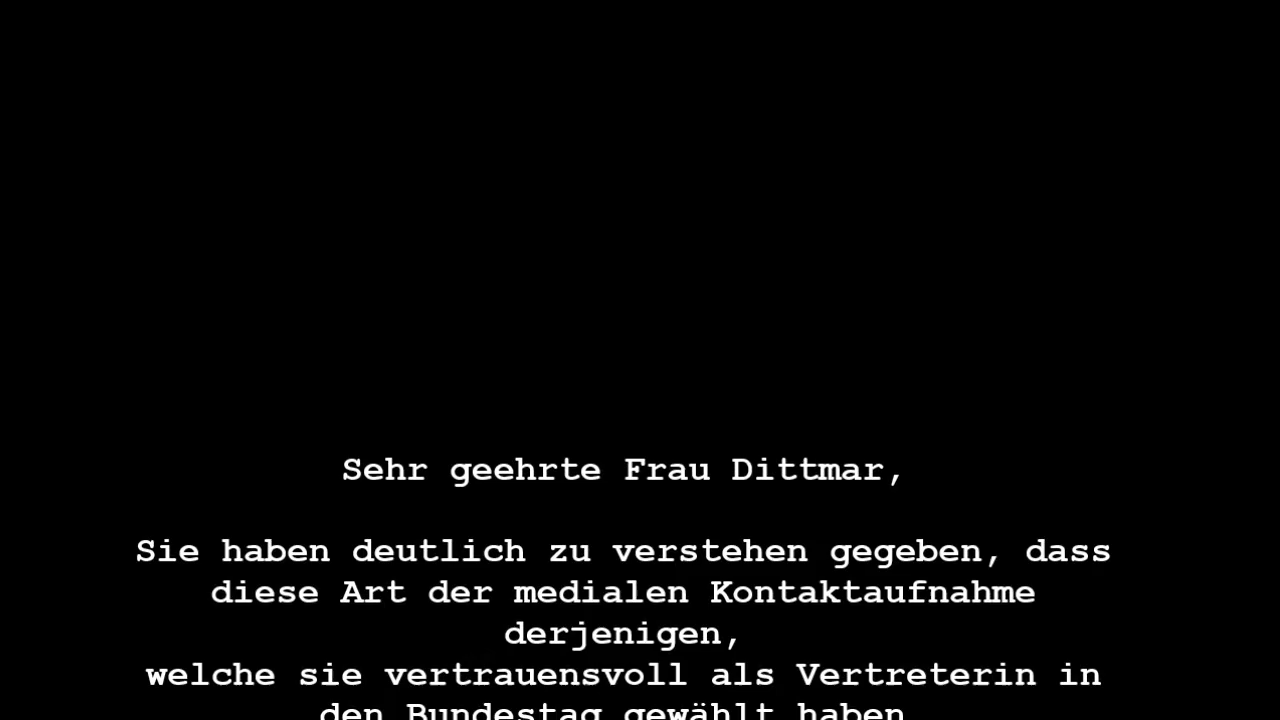 Sehr geehrte Frau Dittmar,
Sie haben deutlich zu verstehen gegeben, dass
diese Art der medialen Kontaktaufnahme
derjenigen,
welche sie vertrauensvoll als Vertreterin in
den Bundestag gewählt haben